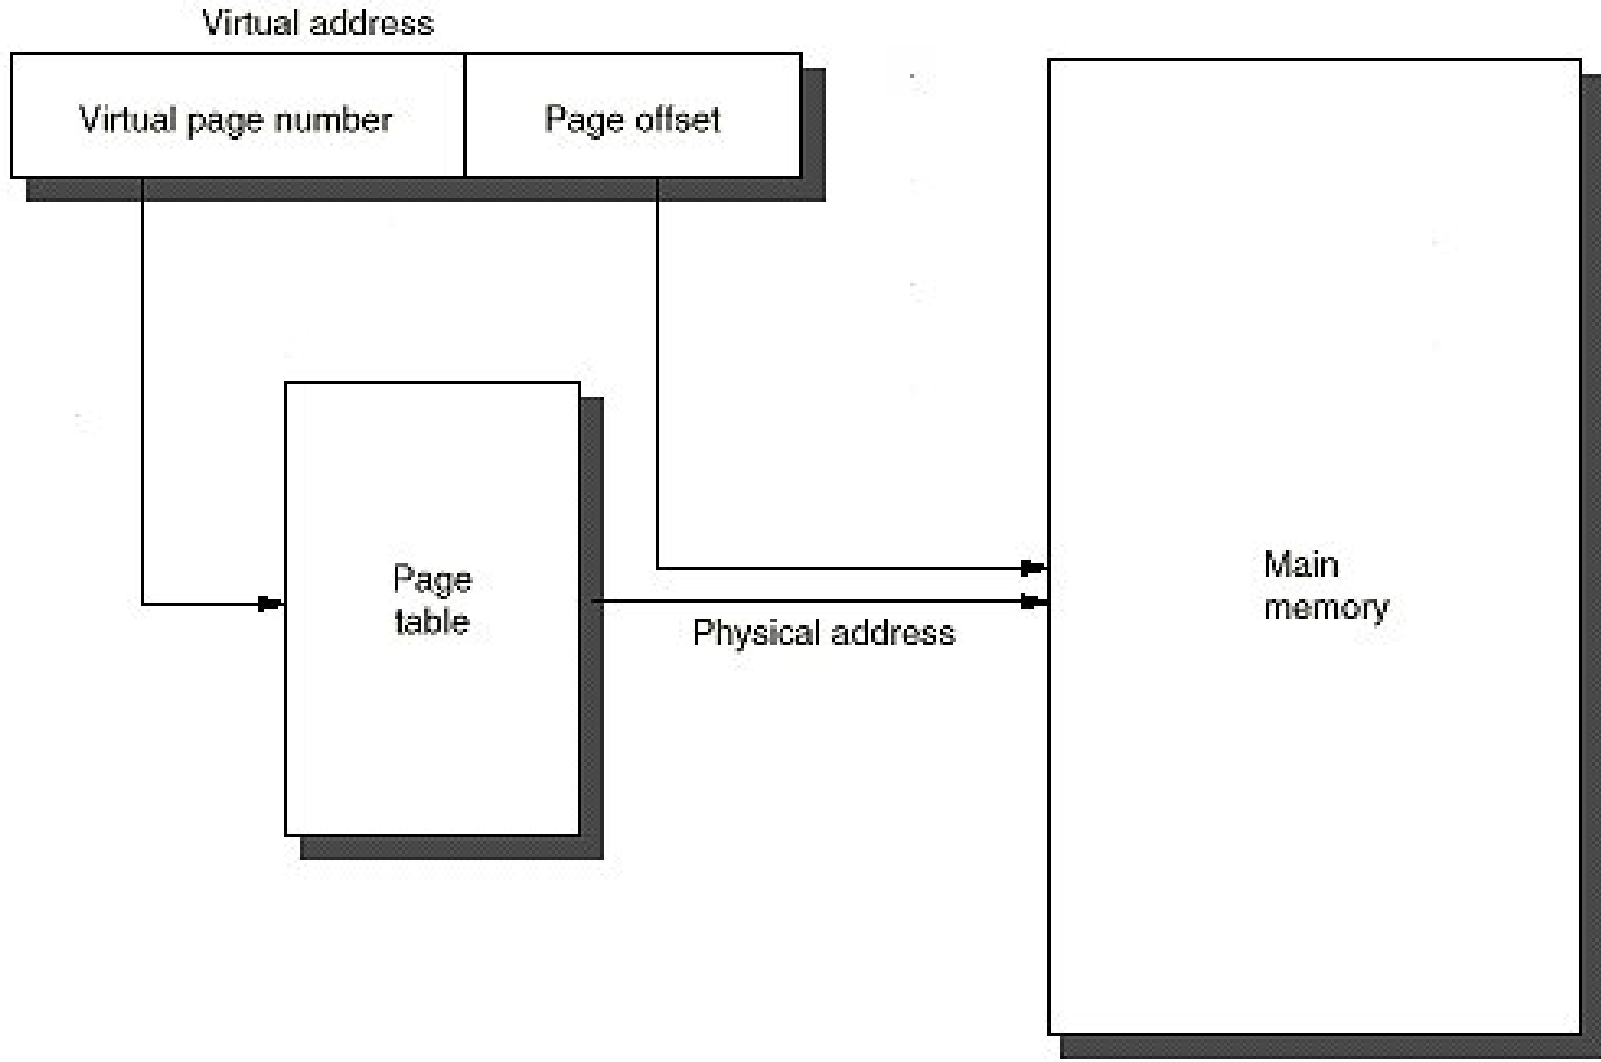 Virtual address
Virtual page number
Page offset
Page
table
Physical address
Main
memory